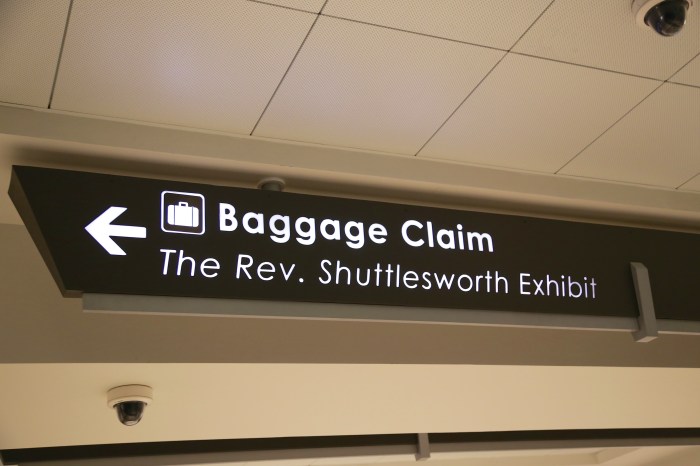 Baggage Claim
The Rev. Shuttlesworth Exhibit